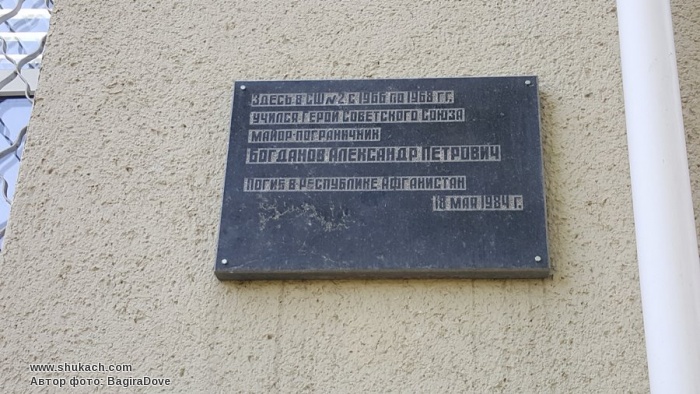 ЗДЕСЬ В СШ №2 С 1966 ПО 1968 ГГ.
УЧИЛСЯ ГЕРОЙ СОВЕТСКОГО СОЮЗА
МАЙОР-ПОГРАНИЧНИК
БОГДАНОВ АЛЕКСАНДР ПЕТРОВИЧ
ПОГИБ В РЕСПУБЛИКЕ АФГАНИСТАН
18 МАЯ 1984 Г.
www.shukach.com
Автор фото: BagiraDove